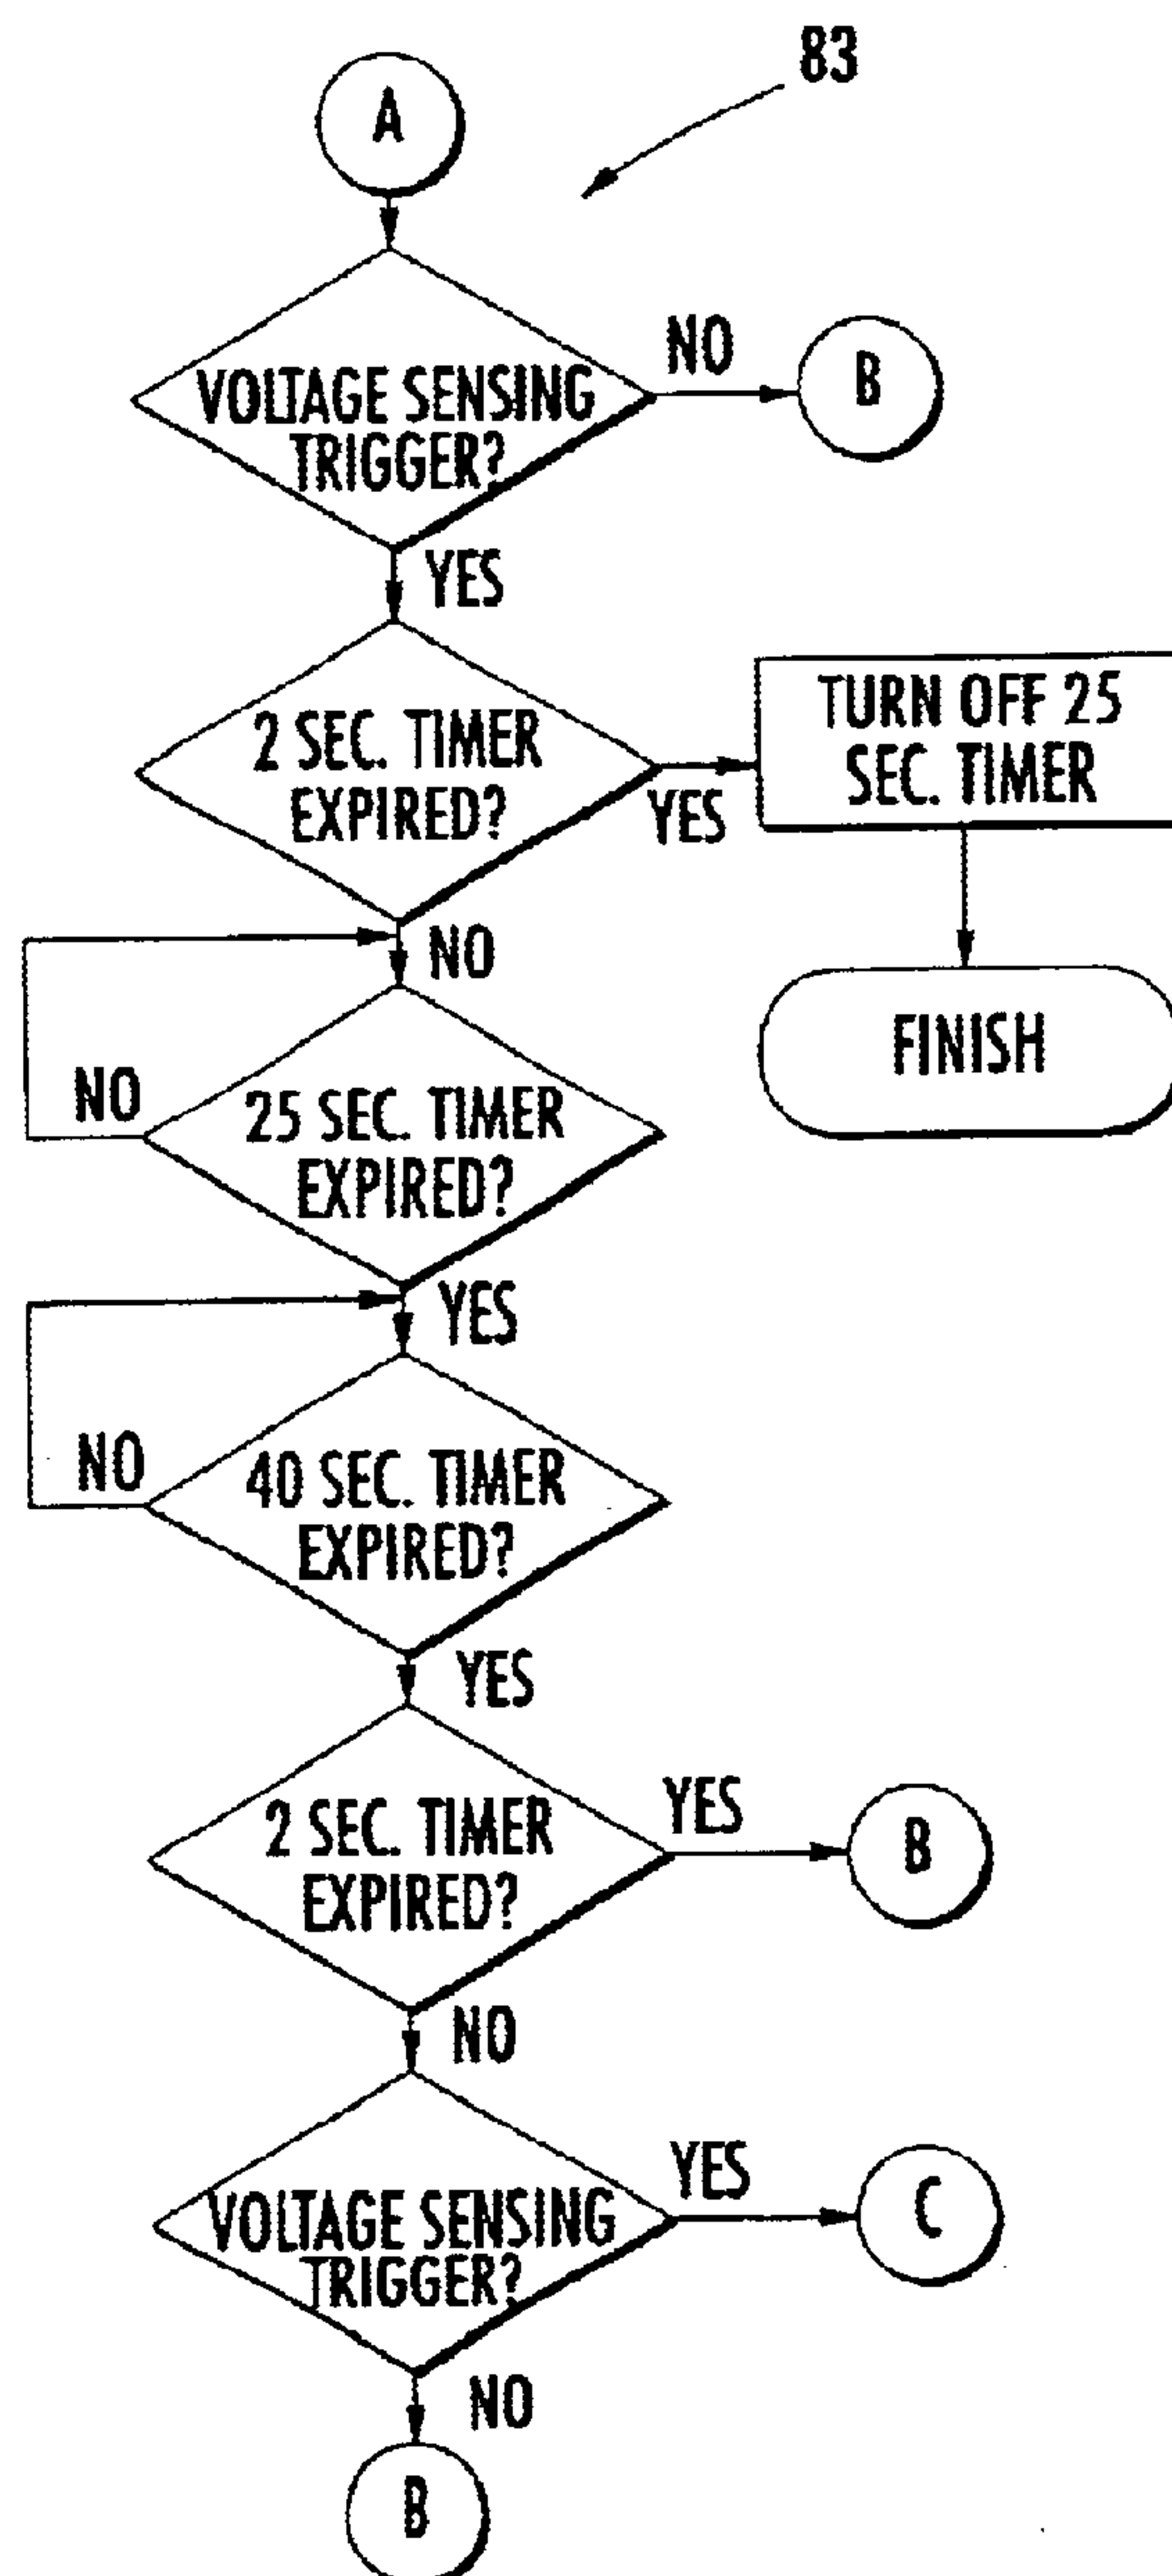 83
A
VOLTAGE SENSING
TRIGGER?
NO
B
YES
2 SEC. TIMER
EXPIRED?
YES
TURN OFF 25
SEC. TIMER
NO
FINISH
NO
25 SEC. TIMER
EXPIRED?
YES
NO
40 SEC. TIMER
EXPIRED?
YES
2 SEC. TIMER
EXPIRED?
YES
B
NO
VOLTAGE SENSING
TRIGGER?
YES
C
NO
B